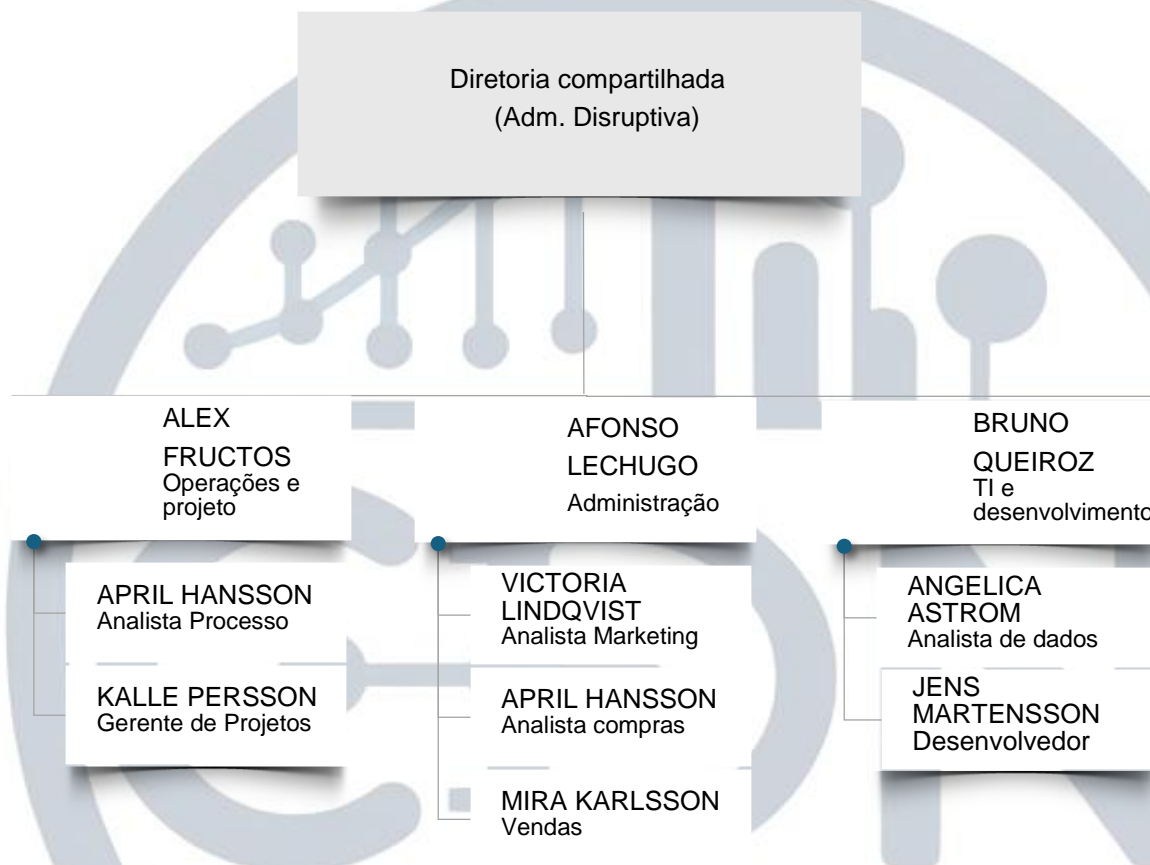 Diretoria compartilhada
(Adm. Disruptiva)
ALEX
FRUCTOS
Operações e
projeto
AFONSO
LECHUGO
Administração
BRUNO
QUEIROZ
TI e
desenvolvimento
APRIL HANSSON
Analista Processo
KALLE PERSSON
Gerente de Projetos
VICTORIA
LINDQVIST
Analista Marketing
APRIL HANSSON
Analista compras
MIRA KARLSSON
Vendas
ANGELICA
ASTROM
Analista de dados
JENS
MARTENSSON
Desenvolvedor